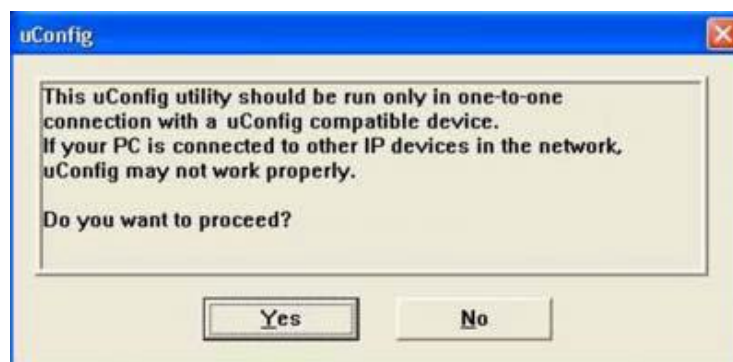 uConfig
This uConfig utility should be run only in one-to-one
connection with a uConfig compatible device.
If your PC is connected to other IP devices in the network,
uConfig may not work properly.
Do you want to proceed?
Yes
No